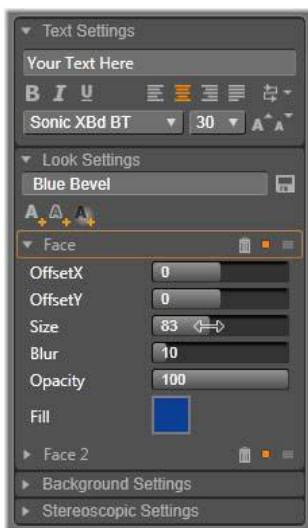 Text Settings
Your Text Here
B I U
Sonic XBd BT 30 A A
Look Settings
Blue Bevel
A A A
Face
OffsetX 0
OffsetY 0
Size 83
Blur 10
Opacity 100
Fill
Face 2
Background Settings
Stereoscopic Settings